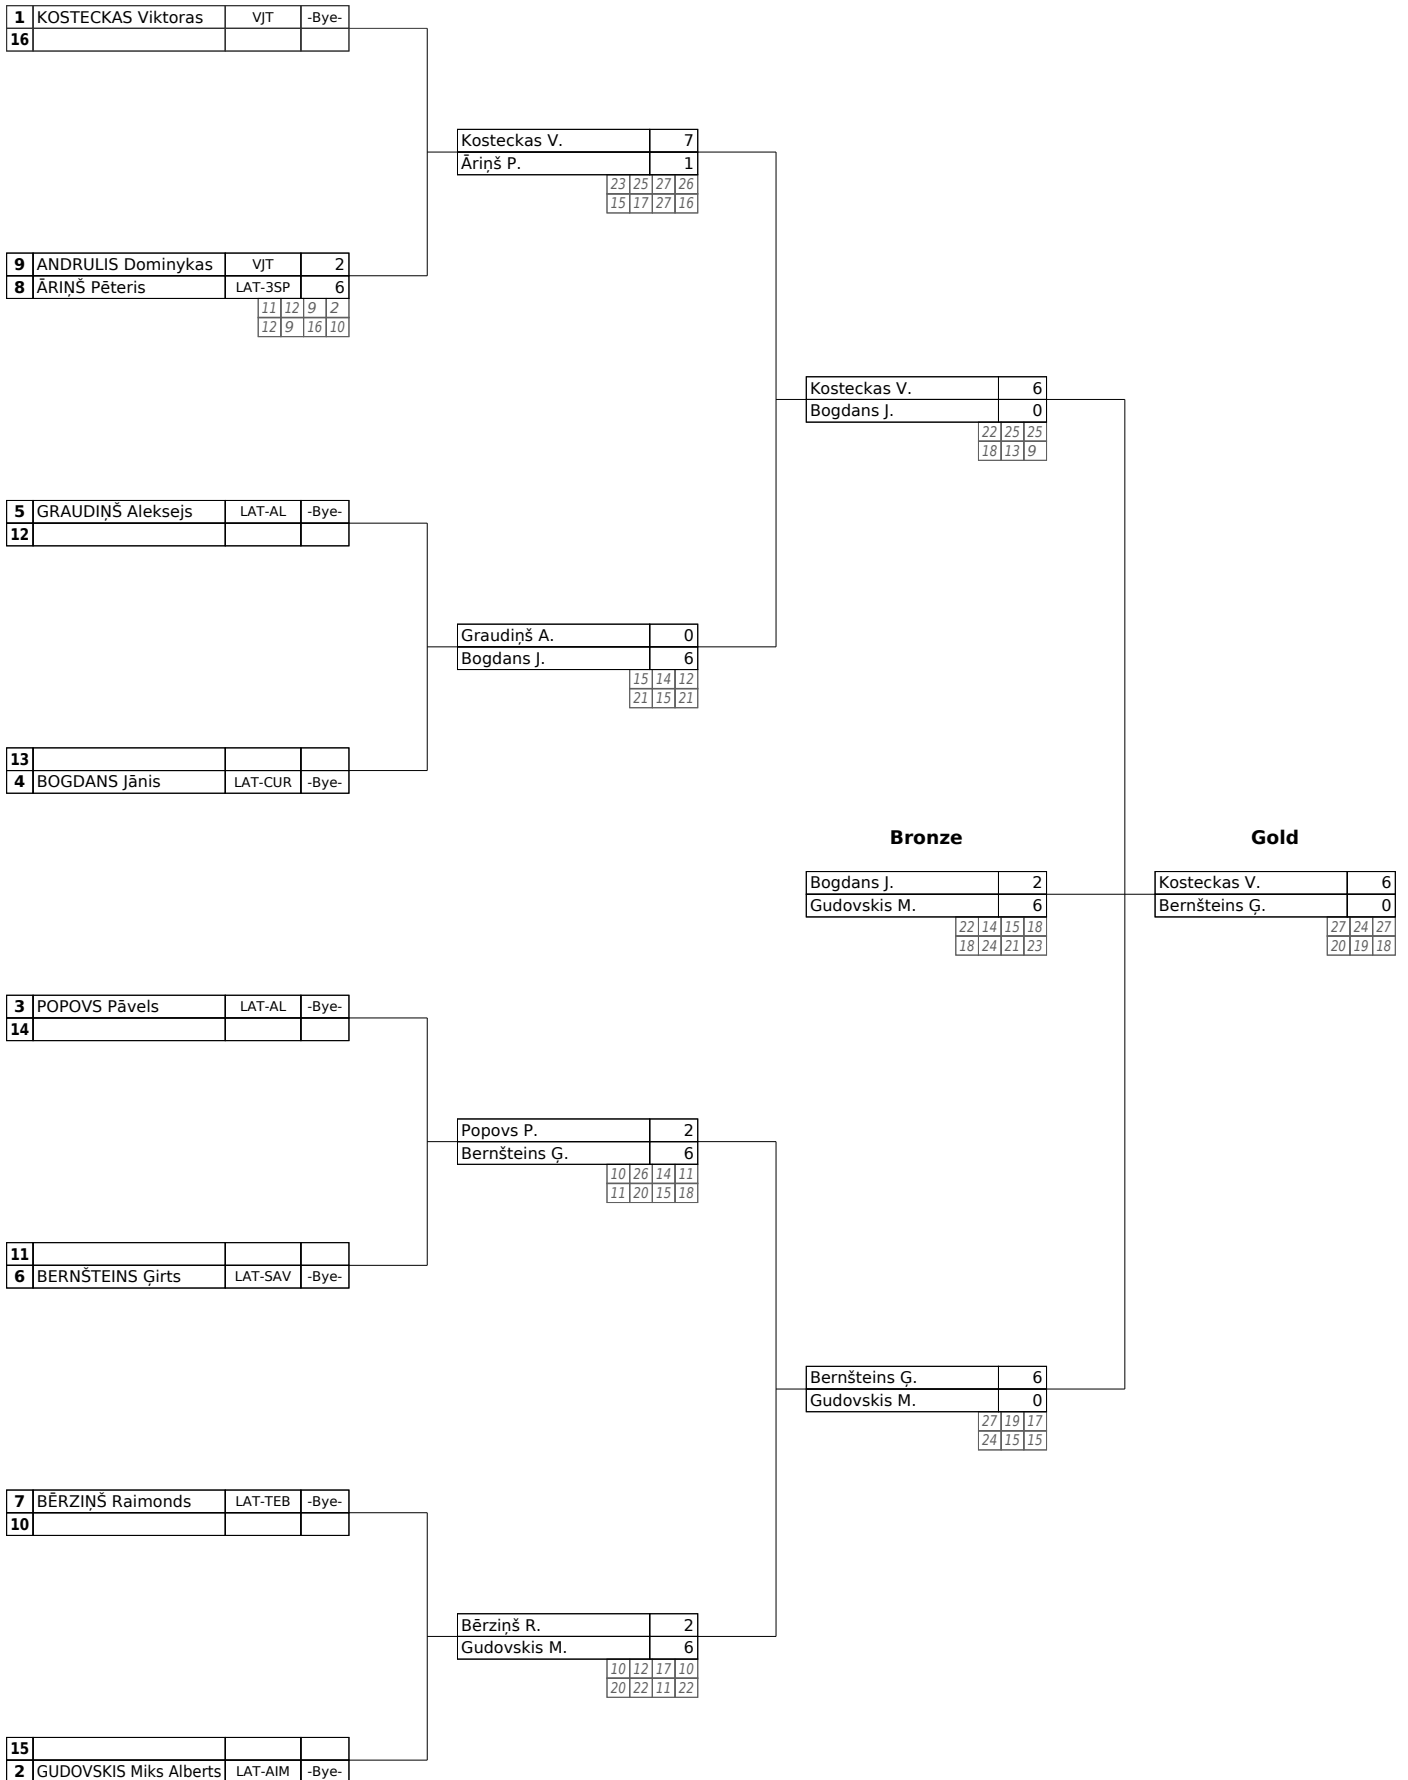 1 KOSTECKAS Viktoras VJT -Bye-
16
Kosteckas V. 7
Āriņš P. 1
23 25 27 26
15 17 27 16
9 ANDRULIS Dominykas VJT 2
8 ĀRIŅŠ Pēteris LAT-3SP 6
11 12 9 2
12 9 16 10
Kosteckas V. 6
Bogdans J. 0
22 25 25
18 13 9
5 GRAUDIŅŠ Aleksejs LAT-AL -Bye-
12
Graudiņš A. 0
Bogdans J. 6
15 14 12
21 15 21
13
4 BOGDANS Jānis LAT-CUR -Bye-
Bronze Gold
Bogdans J. 2 Kosteckas V. 6
Gudovskis M. 6 Bernšteins Ģ. 0
22 14 15 18 27 24 27
18 24 21 23 20 19 18
3 POPOVS Pāvels LAT-AL -Bye-
14
Popovs P. 2
Bernšteins Ģ. 6
10 26 14 11
11 20 15 18
11
6 BERNŠTEINS Ģirts LAT-SAV -Bye-
Bernšteins Ģ. 6
Gudovskis M. 0
27 19 17
24 15 15
7 BĒRZIŅŠ Raimonds LAT-TEB -Bye-
10
Bērziņš R. 2
Gudovskis M. 6
10 12 17 10
20 22 11 22
15
2 GUDOVSKIS Miks Alberts LAT-AIM -Bye-